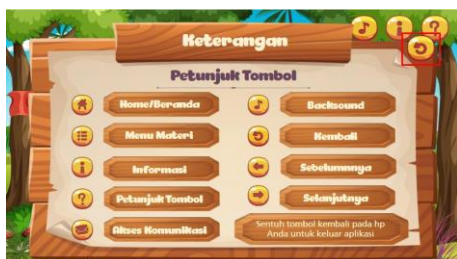 Keterangan
Petunjuk Tombol
Home/Beranda
Menu Materi
Informasi
Petunjuk Tombol
Akses Komunikasi
Backsound
Kembali
Sebelumnnya
Selanjutnya
Sentuh tombol kembali pada hp
Anda untuk keluar aplikasi